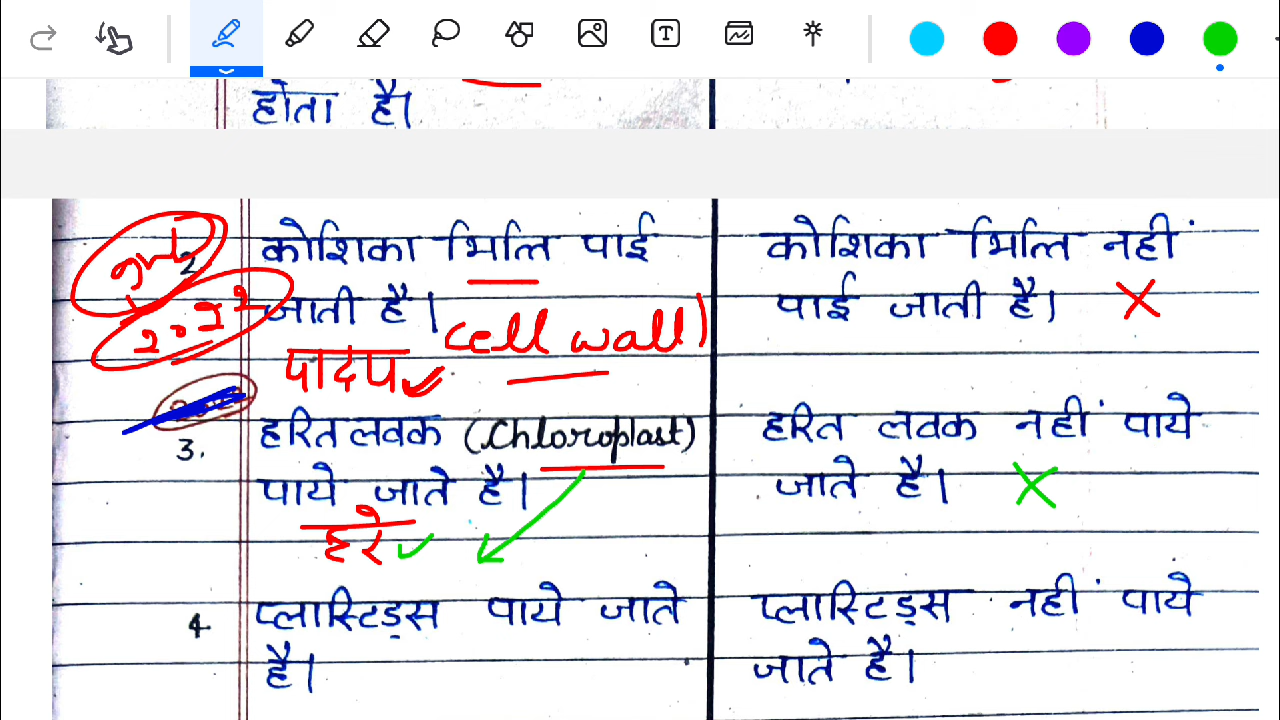 होता है।
2 कोशिका भित्ति पाई
जाती है।
cell wall)
पादप
3. हरित लवक (Chloroplast)
पाये जाते है।
हरे
4. प्लास्टिड्स पाये जाते
है।
कोशिका भित्ति नहीं
पाई जाती है।
हरित लवक नहीं पाये
जाते है।
प्लास्टिड्स नहीं पाये
जाते है।